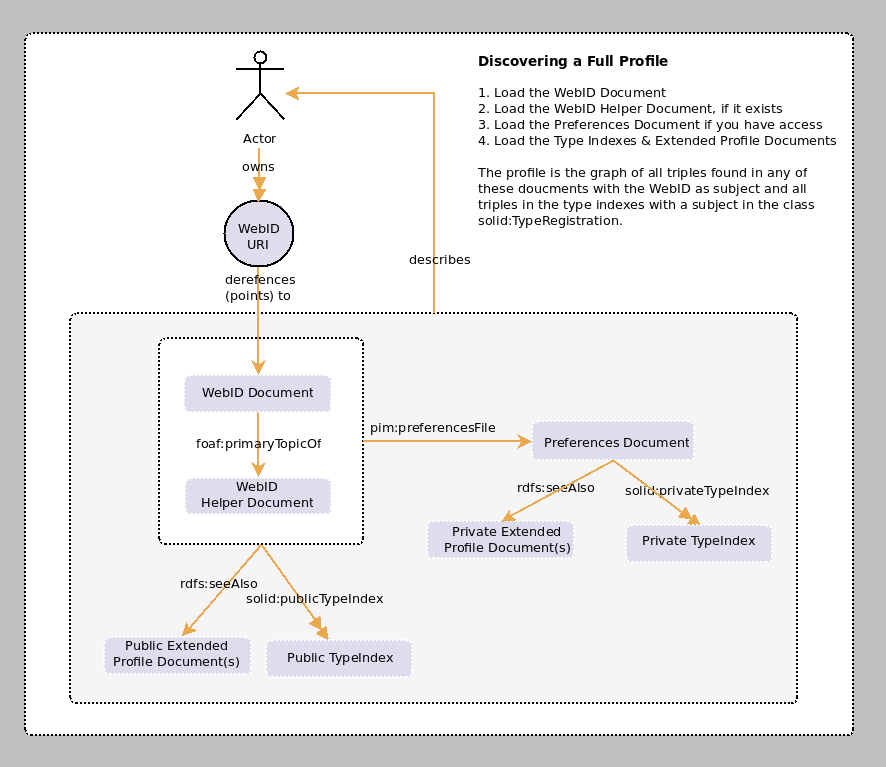 Discovering a Full Profile
1. Load the WebID Document
2. Load the WebID Helper Document, if it exists
3. Load the Preferences Document if you have access
4. Load the Type Indexes & Extended Profile Documents
The profile is the graph of all triples found in any of
these doucments with the WebID as subject and all
triples in the type indexes with a subject in the class
solid:TypeRegistration.
Actor
owns
WebID
URI
describes
derefences
(points) to
WebID Document
foaf:primaryTopicOf
WebID
Helper Document
pim:preferencesFile
Preferences Document
rdfs:seeAlso
solid:privateTypeIndex
Private Extended
Profile Document(s)
Private TypeIndex
rdfs:seeAlso
solid:publicTypeIndex
Public Extended
Profile Document(s)
Public TypeIndex